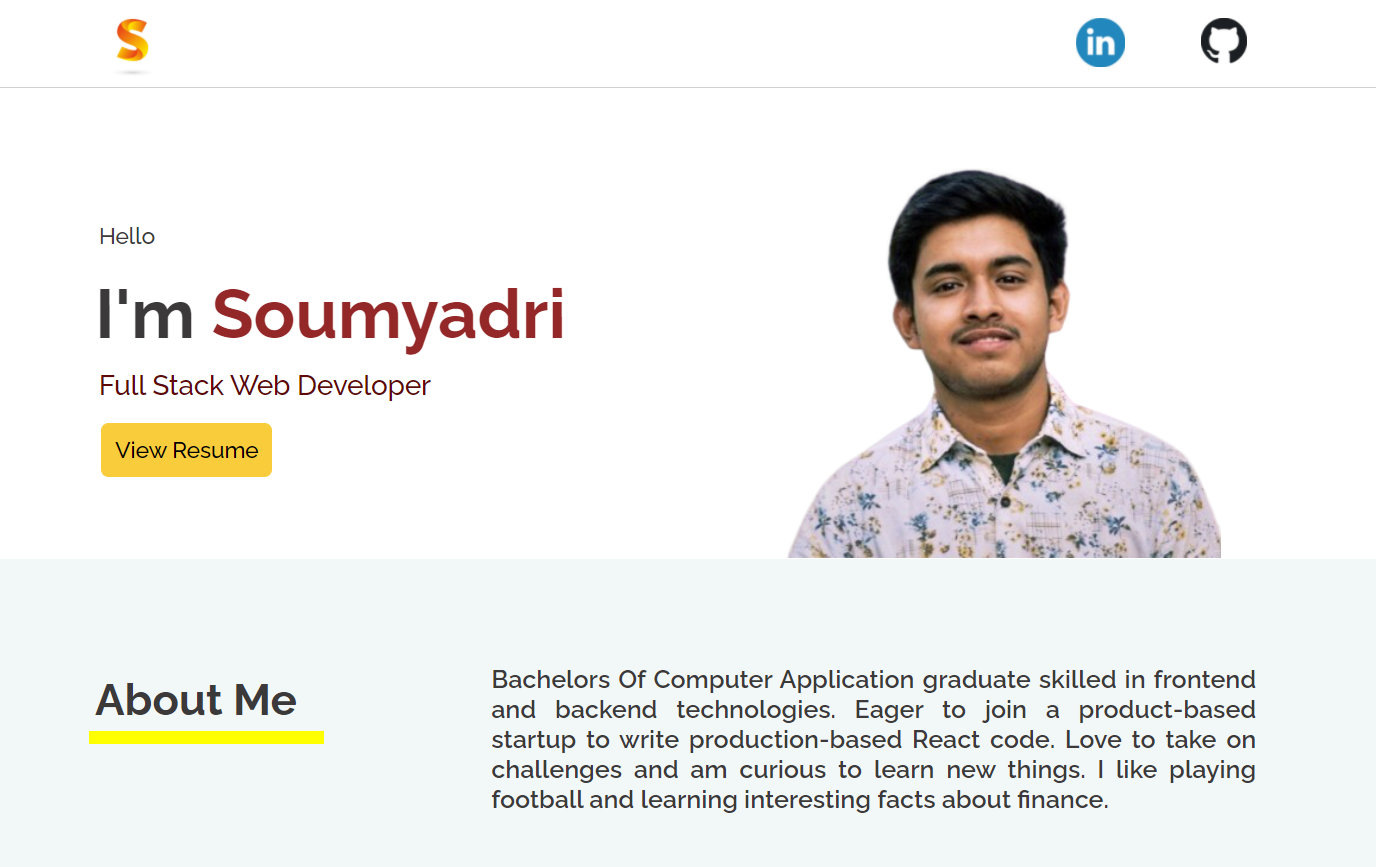 S
in
Hello
I'm Soumyadri
Full Stack Web Developer
View Resume
About Me
Bachelors Of Computer Application graduate skilled in frontend
and backend technologies. Eager to join a product-based
startup to write production-based React code. Love to take on
challenges and am curious to learn new things. I like playing
football and learning interesting facts about finance.